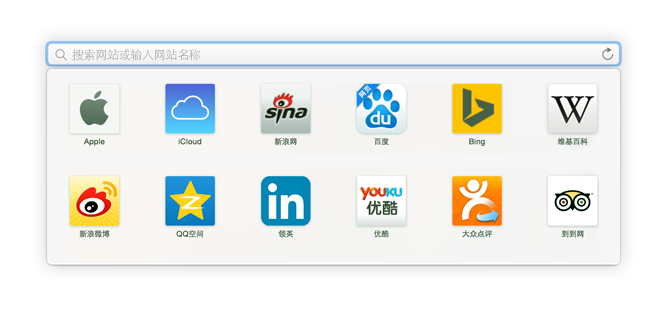 搜索网站或输入网站名称
Apple
iCloud
sina
新浪网
网页
du
百度
Bing
W
维基百科
新浪微博
QQ空间
in
领英
YOUKU
优酷
优酷
大众点评
到到网